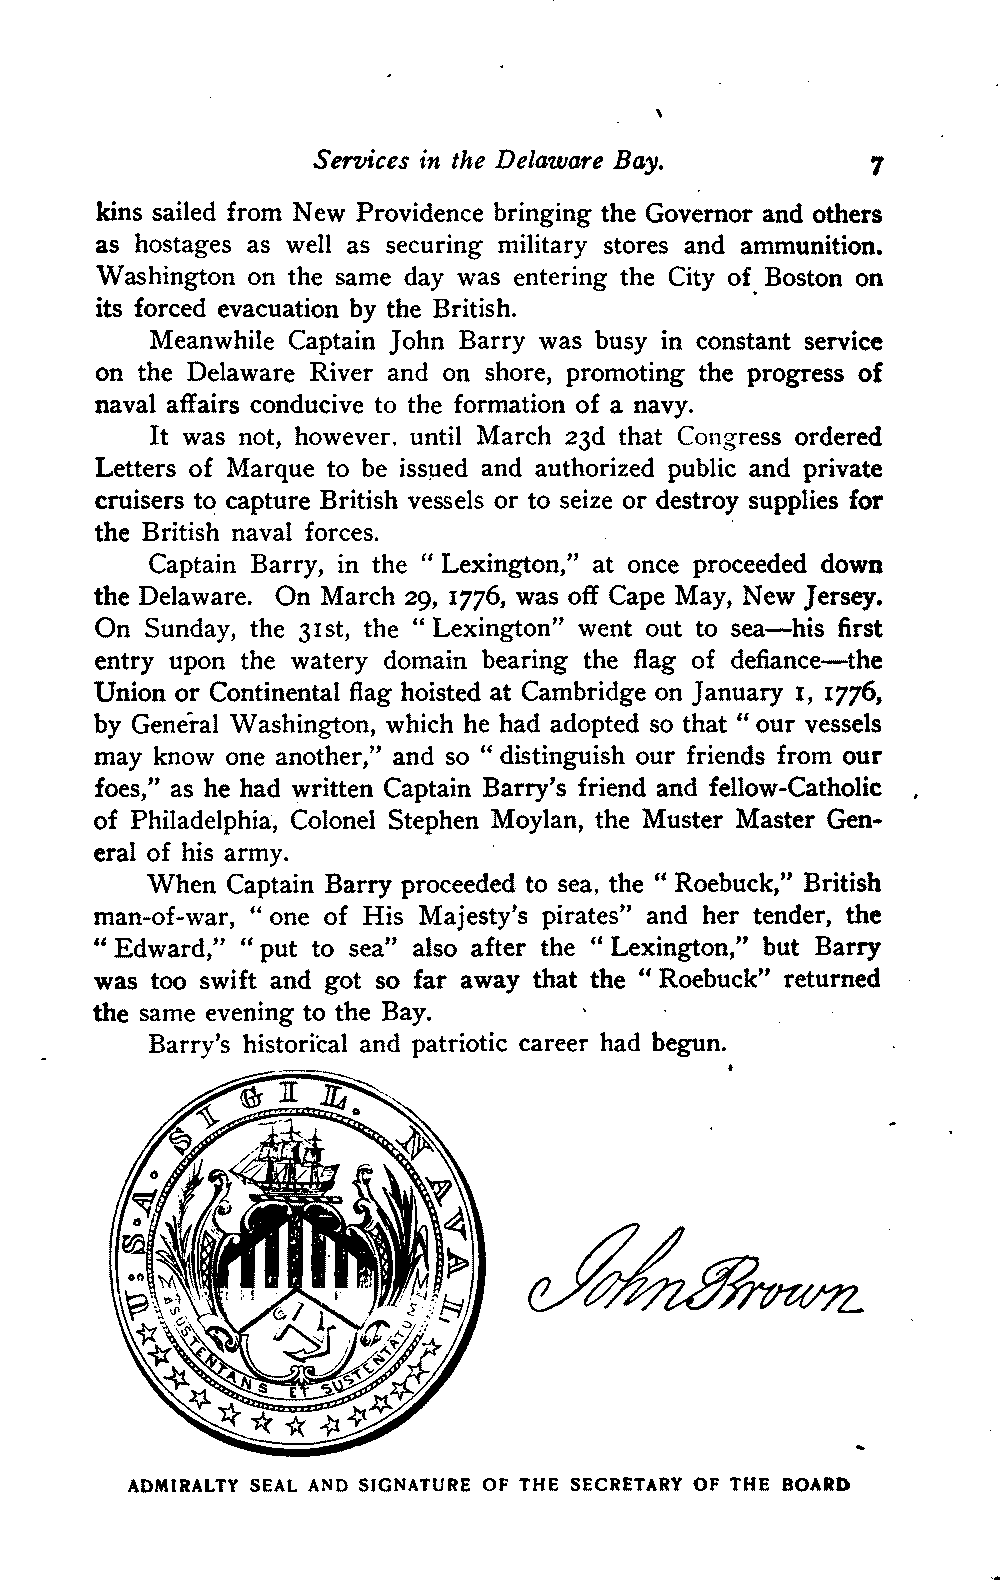 Services in the Delaware Bay. 7
kins sailed from New Providence bringing the Governor and others
as hostages as well as securing military stores and ammunition.
Washington on the same day was entering the City of Boston on
its forced evacuation by the British.
Meanwhile Captain John Barry was busy in constant service
on the Delaware River and on shore, promoting the progress of
naval affairs conducive to the formation of a navy.
It was not, however, until March 23d that Congress ordered
Letters of Marque to be issued and authorized public and private
cruisers to capture British vessels or to seize or destroy supplies for
the British naval forces.
Captain Barry, in the “ Lexington,” at once proceeded down
the Delaware. On March 29, 1776, was off Cape May, New Jersey.
On Sunday, the 31st, the “ Lexington” went out to sea—his first
entry upon the watery domain bearing the flag of defiance—the
Union or Continental flag hoisted at Cambridge on January 1, 1776,
by General Washington, which he had adopted so that “ our vessels
may know one another,” and so “ distinguish our friends from our
foes,” as he had written Captain Barry’s friend and fellow-Catholic
of Philadelphia, Colonel Stephen Moylan, the Muster Master Gen-
eral of his army.
When Captain Barry proceeded to sea, the “ Roebuck,” British
man-of-war, “ one of His Majesty’s pirates” and her tender, the
“ Edward,” “ put to sea” also after the “ Lexington,” but Barry
was too swift and got so far away that the “ Roebuck” returned
the same evening to the Bay.
Barry’s historical and patriotic career had begun.
U. S. A. SIGIL. NAVAL
SUSTENTANS ET SUSTENTATUM
John Brown
ADMIRALTY SEAL AND SIGNATURE OF THE SECRETARY OF THE BOARD